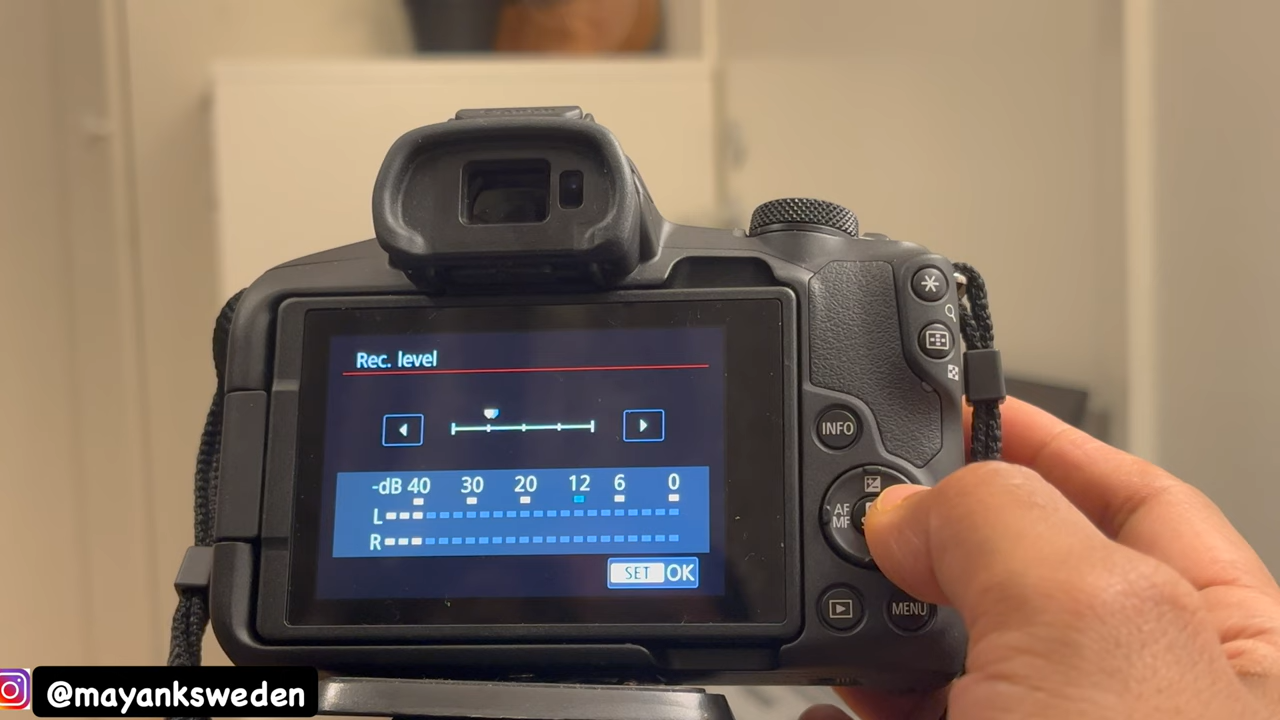 Rec. level
-dB 40 30 20 12 6 0
L
R
SET OK
INFO
AF
MF
MENU
@mayanksweden